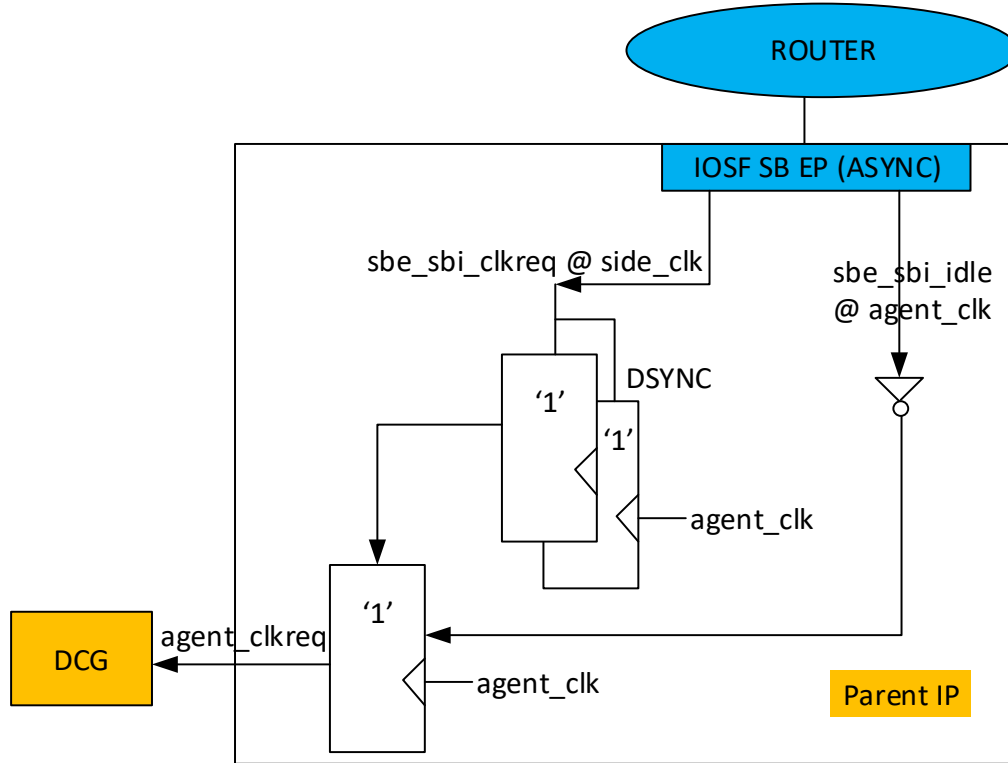 ROUTER
IOSF SB EP (ASYNC)
sbe_sbi_clkreq @ side_clk
sbe_sbi_idle
@ agent_clk
DSYNC
‘1’
‘1’
agent_clk
‘1’
agent_clkreq
DCG
agent_clk
Parent IP